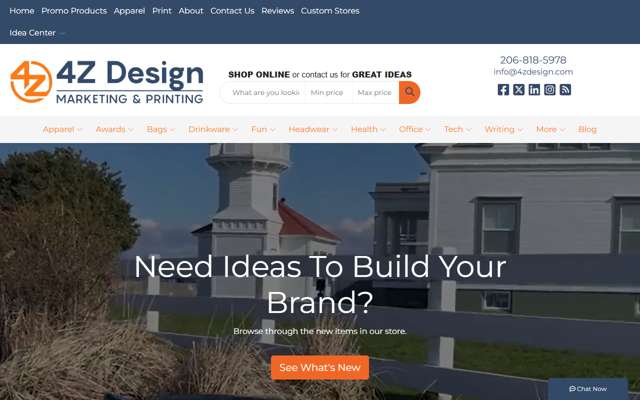 Home Promo Products Apparel Print About Contact Us Reviews Custom Stores
Idea Center
4Z 4Z Design
MARKETING & PRINTING
SHOP ONLINE or contact us for GREAT IDEAS
What are you lookin Min price Max price
206-818-5978
info@4zdesign.com
Apparel Awards Bags Drinkware Fun Headwear Health Office Tech Writing More Blog
Need Ideas To Build Your
Brand?
Browse through the new items in our store.
See What's New
Chat Now